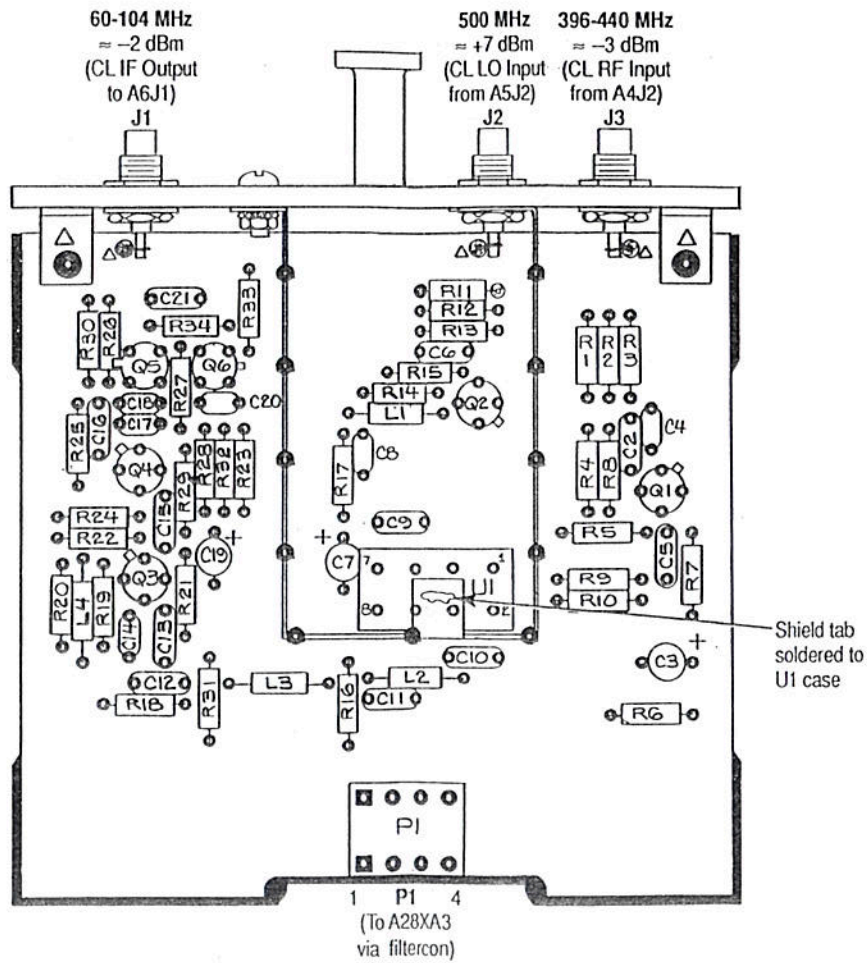 60-104 MHz
≈ −2 dBm
(CL IF Output
to A6J1)
J1
500 MHz
≈ +7 dBm
(CL LO Input
from A5J2)
J2
396-440 MHz
≈ −3 dBm
(CL RF Input
from A4J2)
J3
C21
R33
R34
R30
R26
Q5
R27
Q6
C18
C17
C20
R25
C16
Q4
R29
R28
R32
R23
C15
R24
R22
C19
+
Q3
R20
L4
R19
R21
C14
C13
C12
R18
R31
L3
R16
R11
R12
R13
C6
R15
R14
L1
Q2
C8
R17
C9
+
C7
7
1
8
2
U1
C10
L2
C11
R1
R2
R3
C2
C4
R4
R8
Q1
R5
C5
R7
R9
R10
+
C3
R6
Shield tab
soldered to
U1 case
P1
1 P1 4
(To A28XA3
via filtercon)